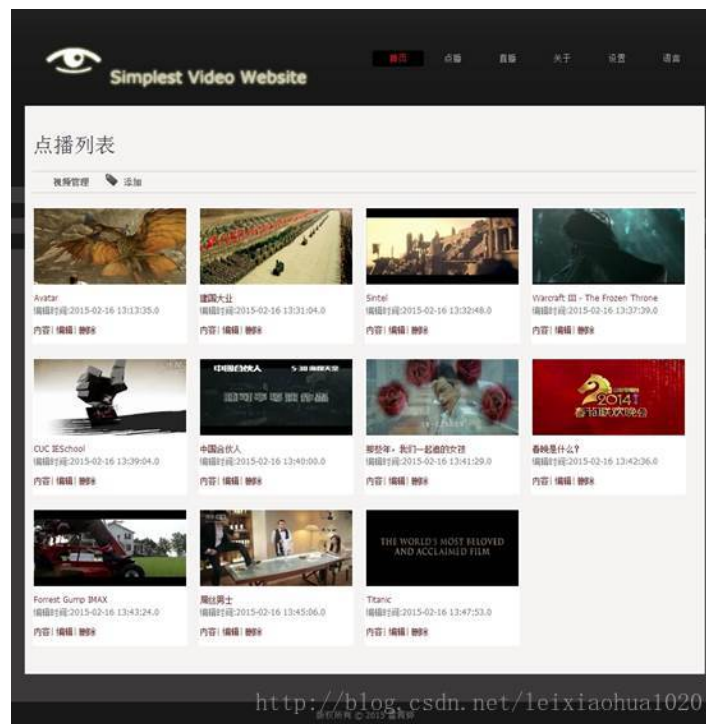 Simplest Video Website
首页 点播 直播 关于 设置 语言
点播列表
视频管理 添加
Avatar
编辑时间:2015-02-16 13:13:35.0
内容| 编辑| 删除
建国大业
编辑时间:2015-02-16 13:31:04.0
内容| 编辑| 删除
Sintel
编辑时间:2015-02-16 13:32:48.0
内容| 编辑| 删除
Warcraft III - The Frozen Throne
编辑时间:2015-02-16 13:37:39.0
内容| 编辑| 删除
CUC IESchool
编辑时间:2015-02-16 13:39:04.0
内容| 编辑| 删除
中国合伙人
5·30
中国合伙人
编辑时间:2015-02-16 13:40:00.0
内容| 编辑| 删除
那些年，我们一起追的女孩
编辑时间:2015-02-16 13:41:29.0
内容| 编辑| 删除
2014
春节联欢晚会
春晚是什么?
编辑时间:2015-02-16 13:42:36.0
内容| 编辑| 删除
Forrest Gump IMAX
编辑时间:2015-02-16 13:43:24.0
内容| 编辑| 删除
屌丝男士
编辑时间:2015-02-16 13:45:06.0
内容| 编辑| 删除
THE WORLD'S MOST BELOVED
AND ACCLAIMED FILM
Titanic
编辑时间:2015-02-16 13:47:53.0
内容| 编辑| 删除
http://blog.csdn.net/leixiaohua1020
版权所有 © 2015